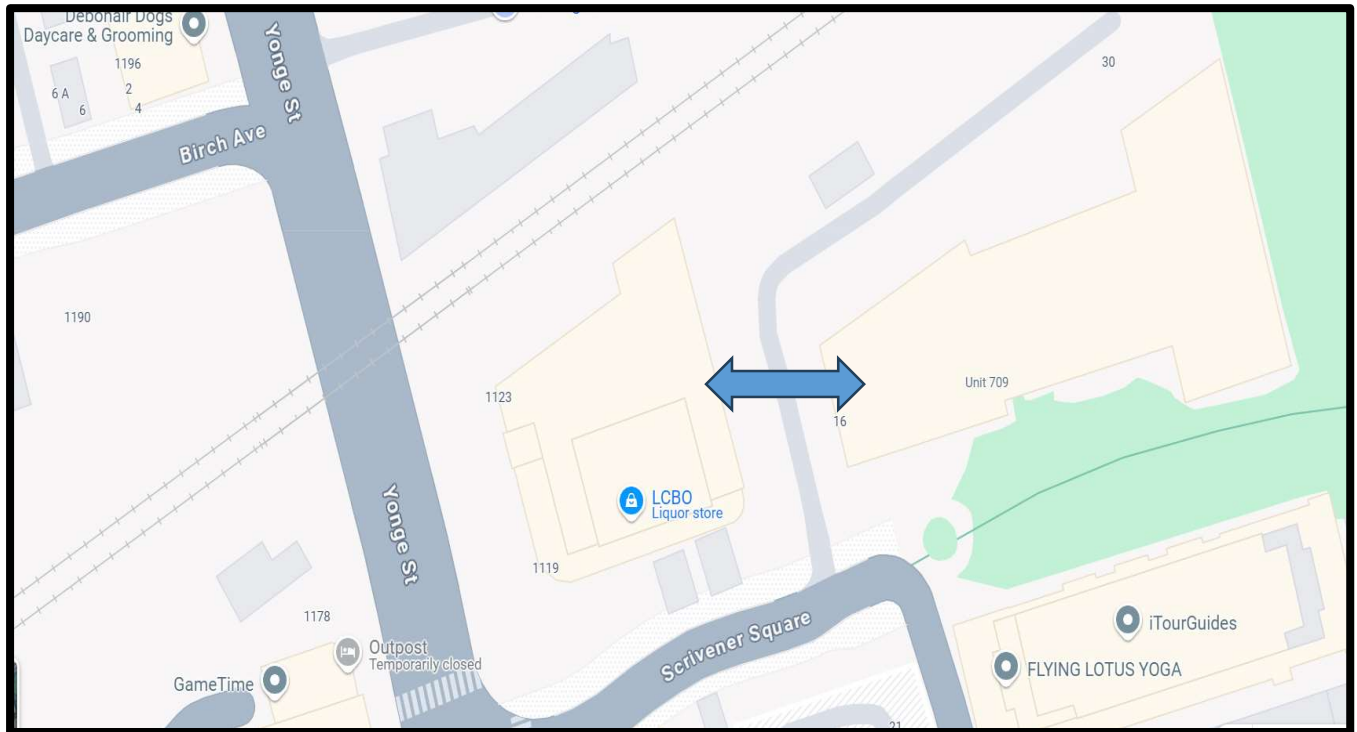 Debonair Dogs
Daycare & Grooming
1196
2
4
6 A
6
Yonge St
Birch Ave
30
1190
1123
Unit 709
16
LCBO
Liquor store
Yonge St
1119
1178
Outpost
Temporarily closed
GameTime
Scrivener Square
iTourGuides
FLYING LOTUS YOGA